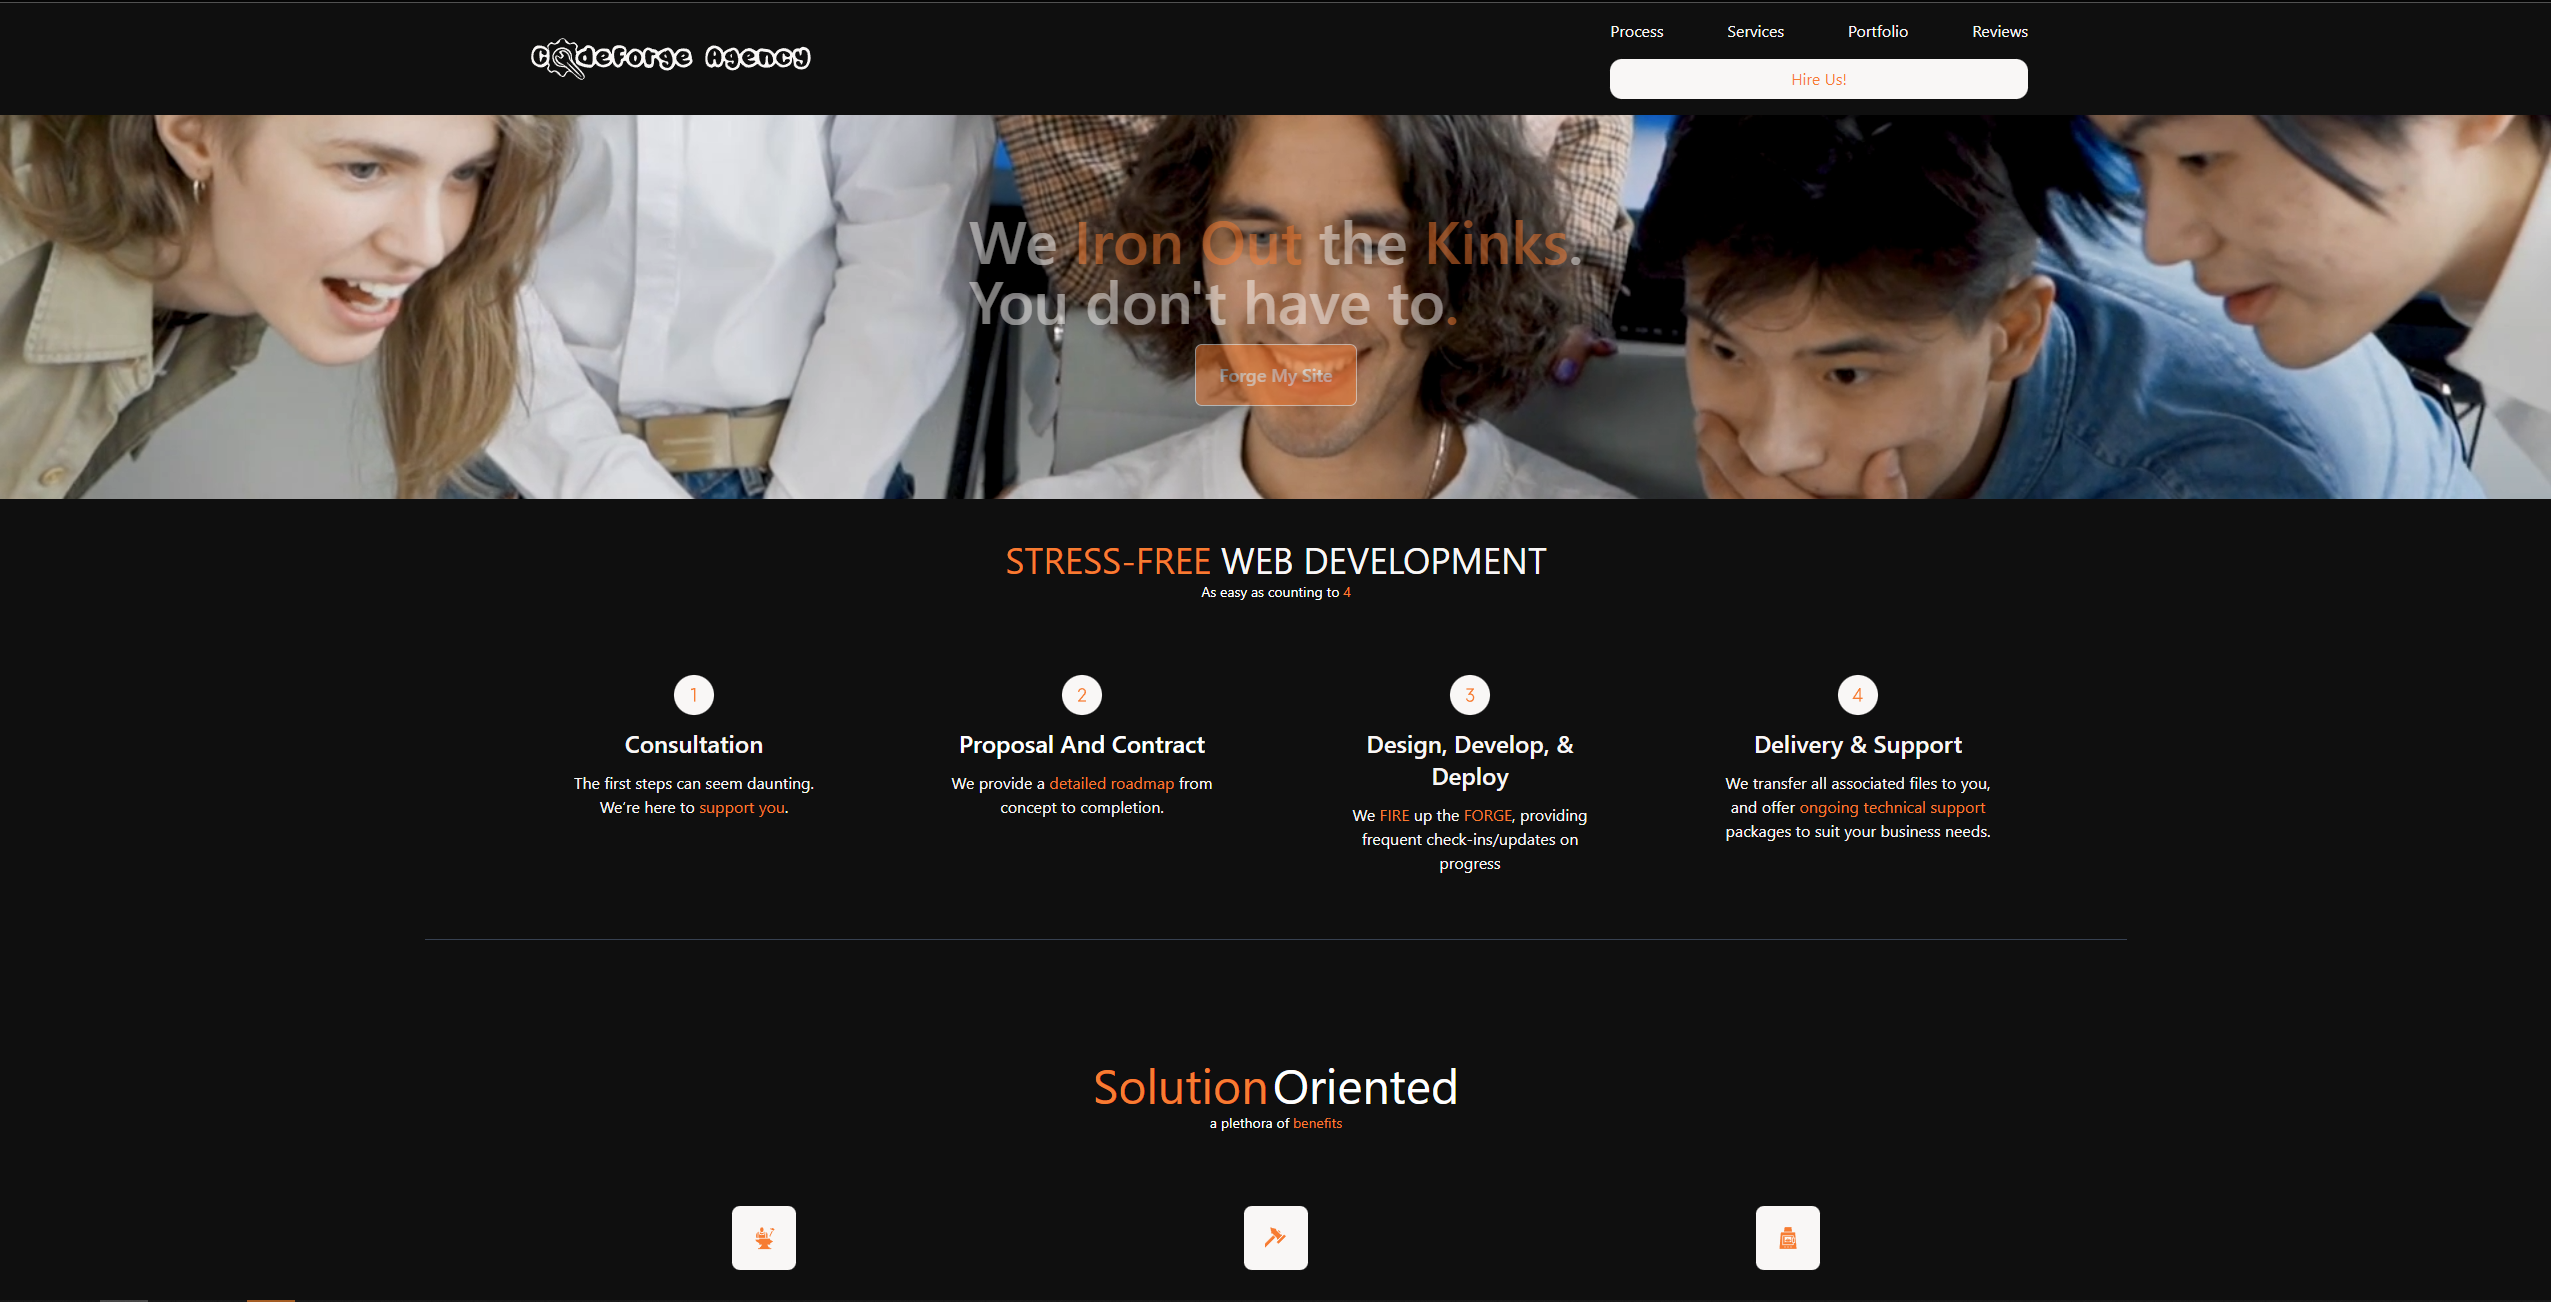 Codeforge Agency
Process Services Portfolio Reviews
Hire Us!
We Iron Out the Kinks.
You don't have to.
Forge My Site
STRESS-FREE WEB DEVELOPMENT
As easy as counting to 4
1
Consultation
The first steps can seem daunting.
We're here to support you.
2
Proposal And Contract
We provide a detailed roadmap from
concept to completion.
3
Design, Develop, &
Deploy
We FIRE up the FORGE, providing
frequent check-ins/updates on
progress
4
Delivery & Support
We transfer all associated files to you,
and offer ongoing technical support
packages to suit your business needs.
Solution Oriented
a plethora of benefits